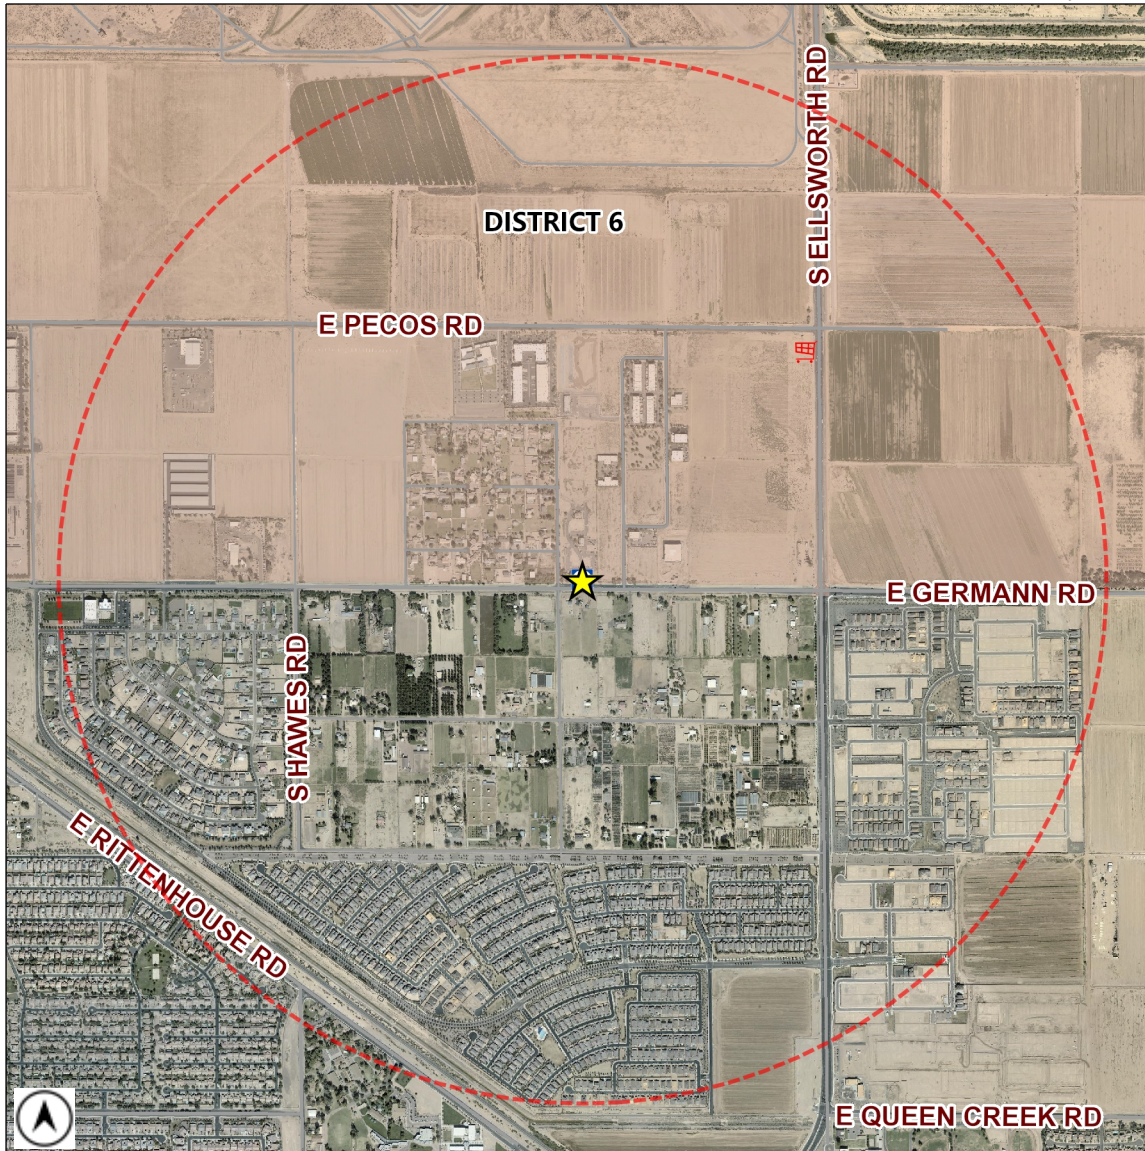 S ELLSWORTH RD
DISTRICT 6
E PECOS RD
E GERMANN RD
S HAWES RD
E RITTENHOUSE RD
E QUEEN CREEK RD